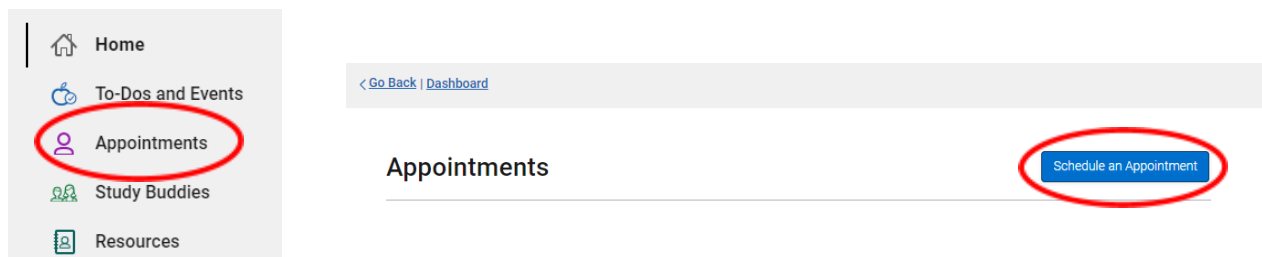 Home
To-Dos and Events
Appointments
Study Buddies
Resources
Go Back | Dashboard
Appointments
Schedule an Appointment